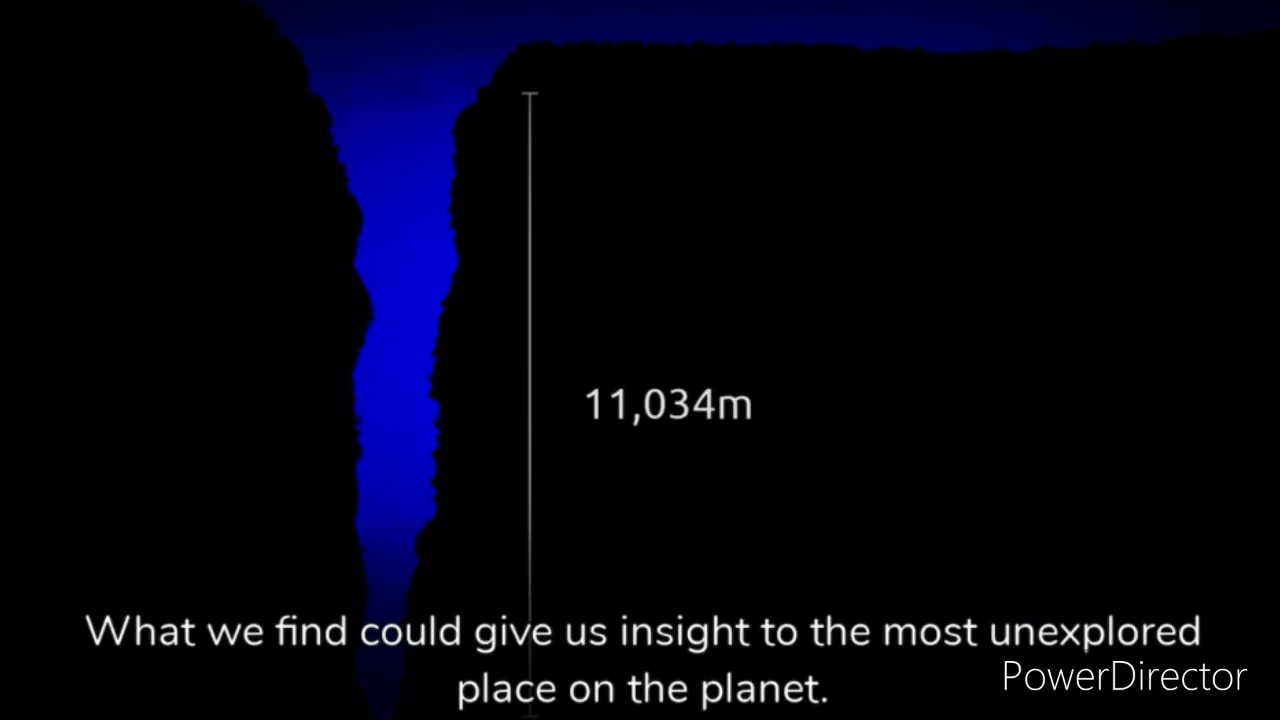 11,034m
What we find could give us insight to the most unexplored
place on the planet.
PowerDirector